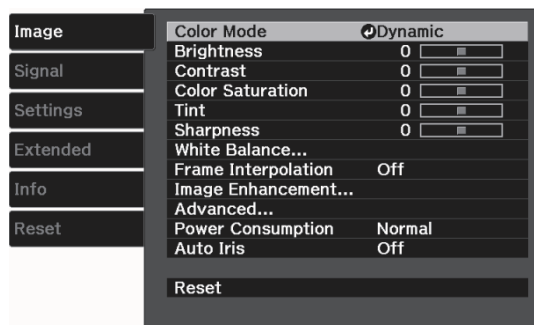 Image
Signal
Settings
Extended
Info
Reset
Color Mode Dynamic
Brightness 0
Contrast 0
Color Saturation 0
Tint 0
Sharpness 0
White Balance...
Frame Interpolation Off
Image Enhancement...
Advanced...
Power Consumption Normal
Auto Iris Off
Reset